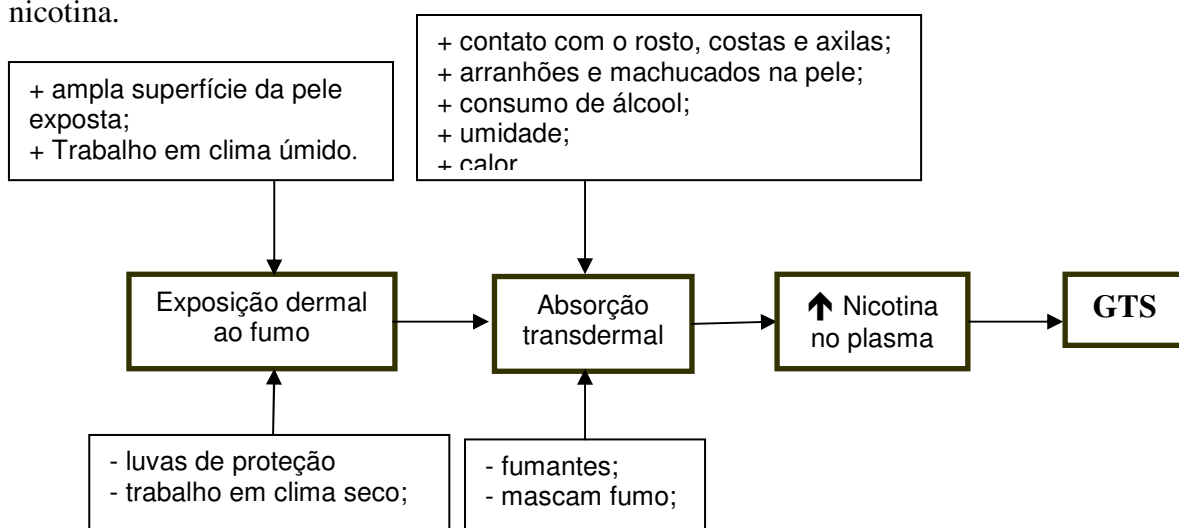 nicotina.
+ ampla superfície da pele
exposta;
+ Trabalho em clima úmido.
+ contato com o rosto, costas e axilas;
+ arranhões e machucados na pele;
+ consumo de álcool;
+ umidade;
+ calor
Exposição dermal
ao fumo
Absorção
transdermal
↑ Nicotina
no plasma
GTS
- luvas de proteção
- trabalho em clima seco;
- fumantes;
- mascam fumo;